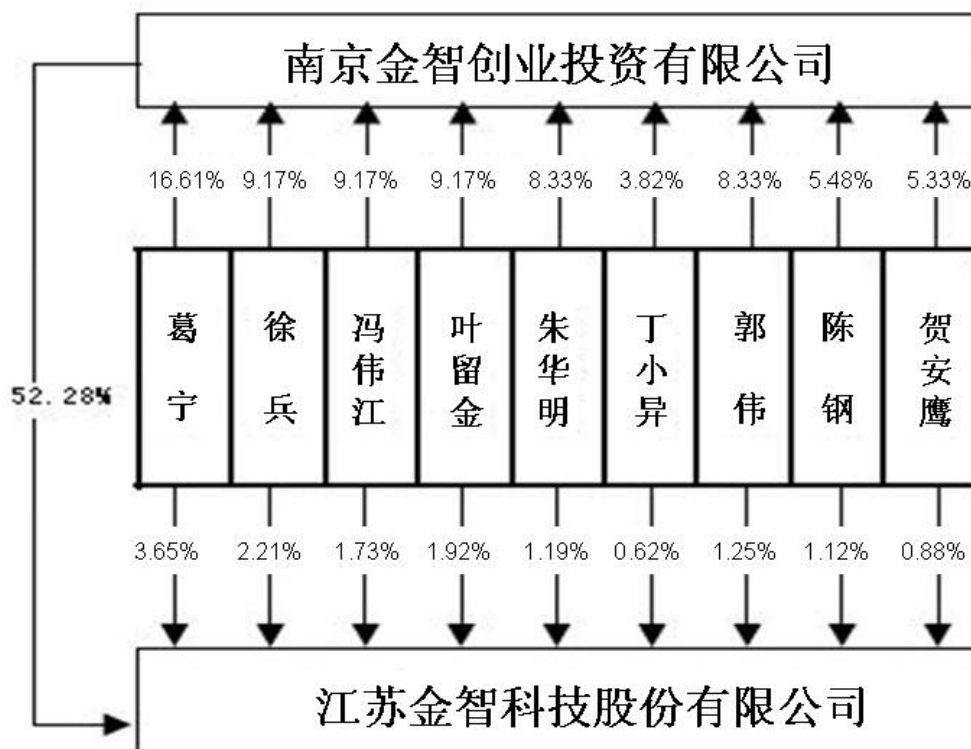 南京金智创业投资有限公司
16.61% 9.17% 9.17% 9.17% 8.33% 3.82% 8.33% 5.48% 5.33%
葛宁 徐兵 冯伟江 叶留金 朱华明 丁小异 郭伟 陈钢 贺安鹰
52.28%
3.65% 2.21% 1.73% 1.92% 1.19% 0.62% 1.25% 1.12% 0.88%
江苏金智科技股份有限公司